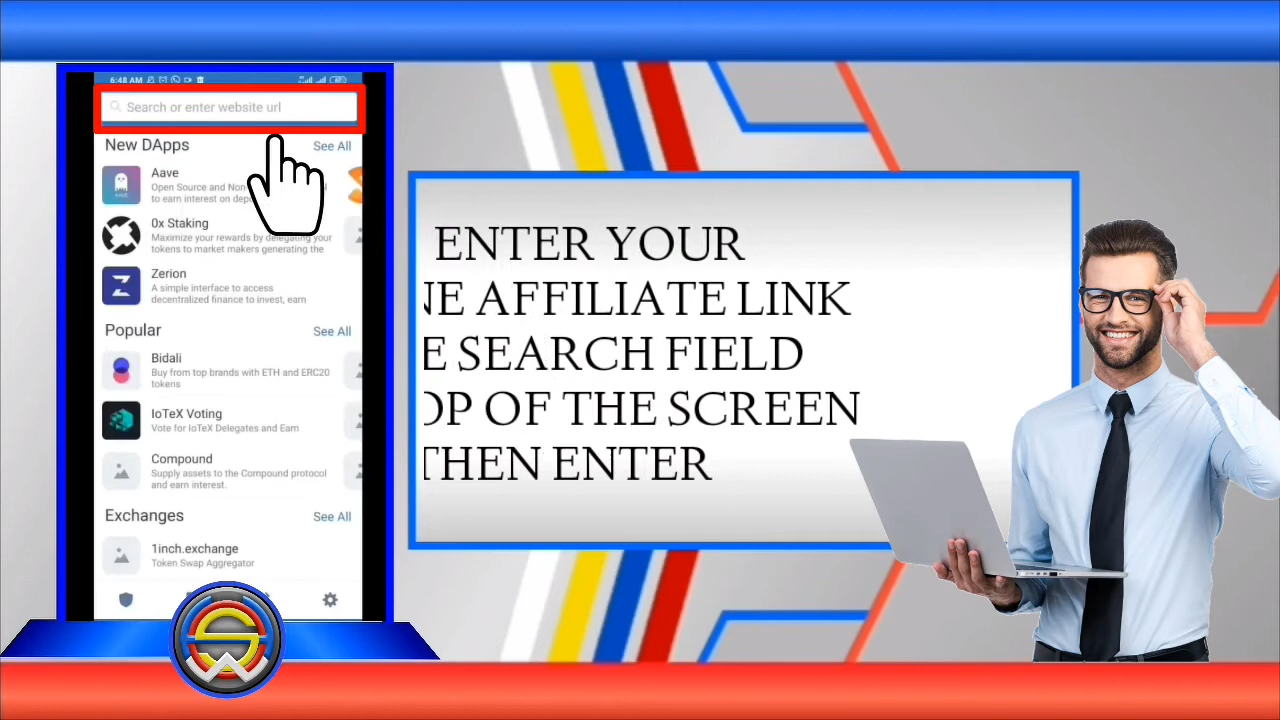 6:48 AM
Search or enter website url
New DApps
See All
Aave
Open Source and Non
to earn interest on dep
0x Staking
Maximize your rewards by delegating your
tokens to market makers generating the
Zerion
A simple interface to access
decentralized finance to invest, earn
Popular
See All
Bidali
Buy from top brands with ETH and ERC20
tokens
IoTeX Voting
Vote for IoTeX Delegates and Earn
Compound
Supply assets to the Compound protocol
and earn interest.
Exchanges
See All
1inch.exchange
Token Swap Aggregator
ENTER YOUR
NE AFFILIATE LINK
E SEARCH FIELD
OP OF THE SCREEN
THEN ENTER